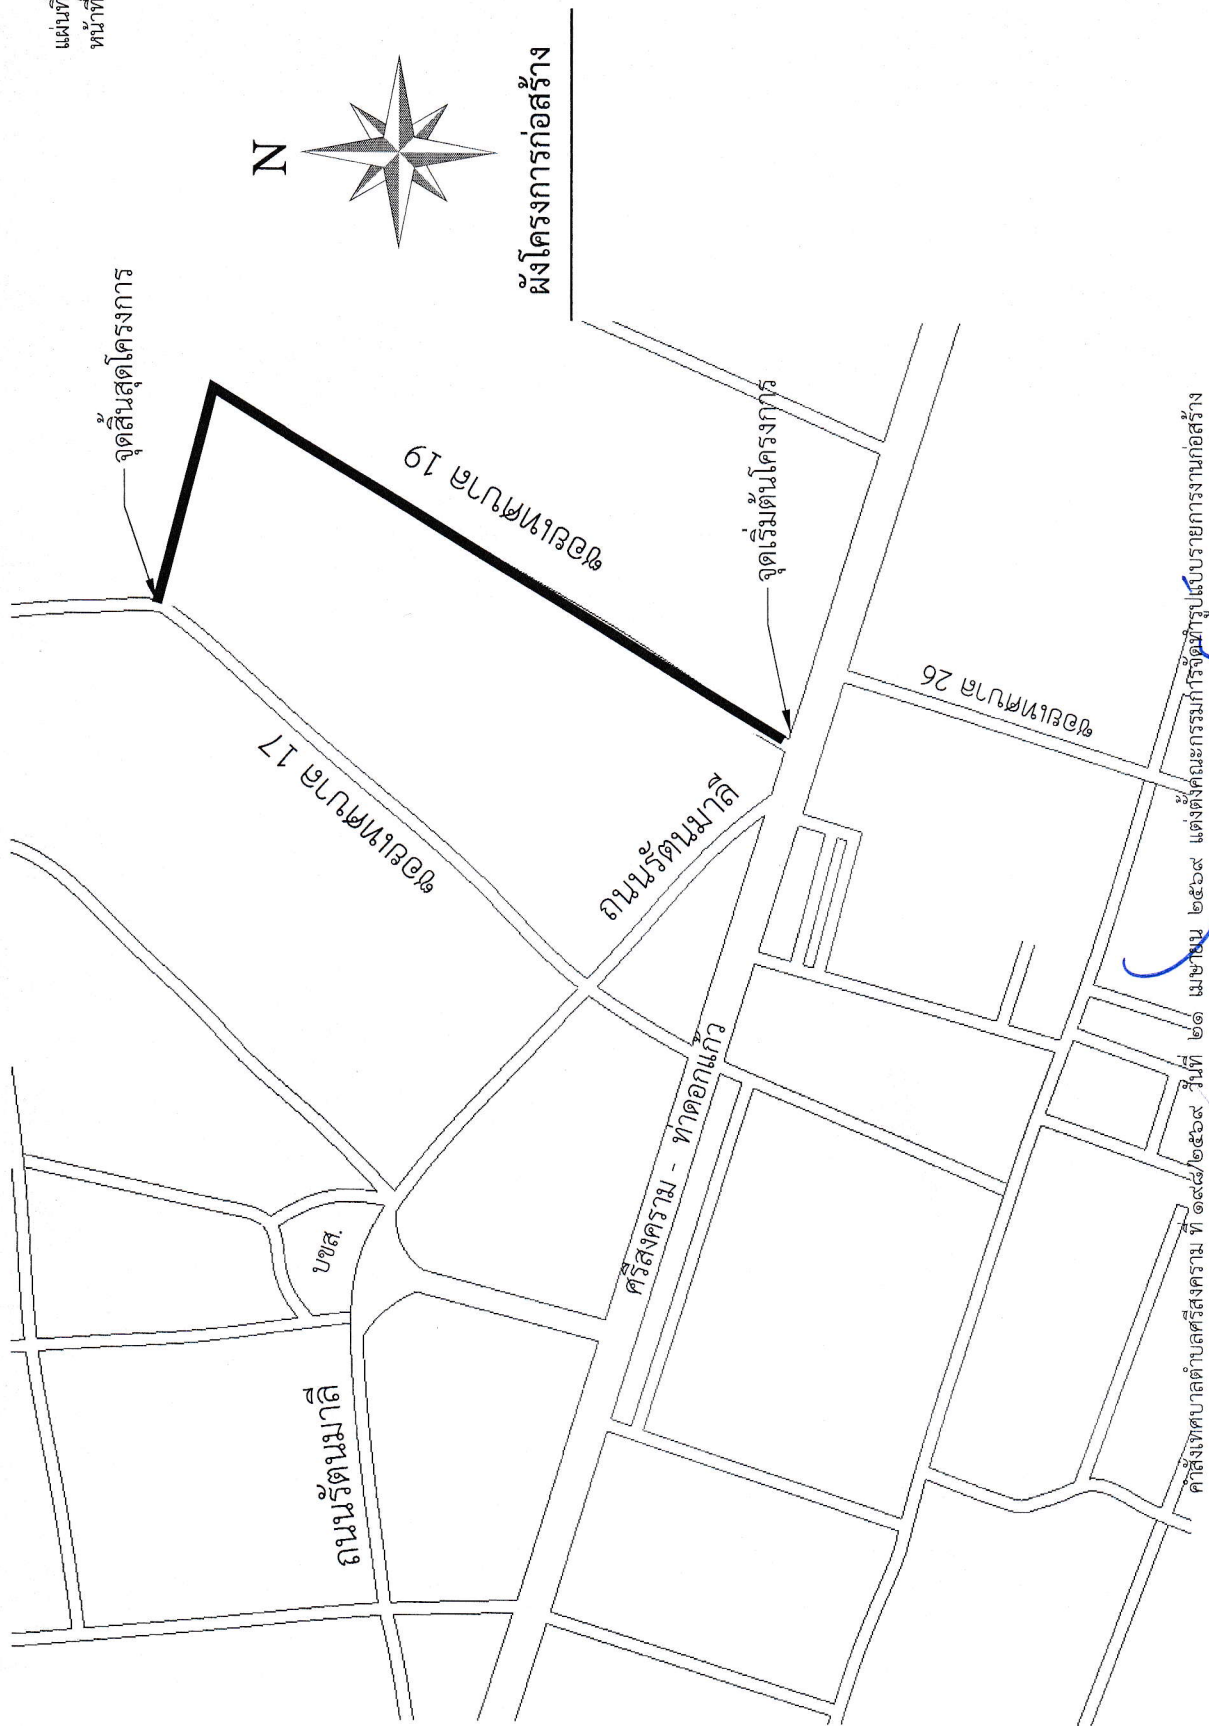 แผ่นที่
หน้าที่
N
ผังโครงการก่อสร้าง
จุดสิ้นสุดโครงการ
ซอยเทศบาล 19
จุดเริ่มต้นโครงการ
ซอยเทศบาล 17
ถนนรัตนมาลี
ซอยเทศบาล 26
บขส.
ศรีสงคราม - ท่าดอกแก้ว
ถนนรัตนมาลี
คำสั่งเทศบาลตำบลศรีสงคราม ที่ ๑๙๘/๒๕๖๙ วันที่ ๒๑ เมษายน ๒๕๖๙ แต่งตั้งคณะกรรมการจัดทำรูปแบบรายการงานก่อสร้าง